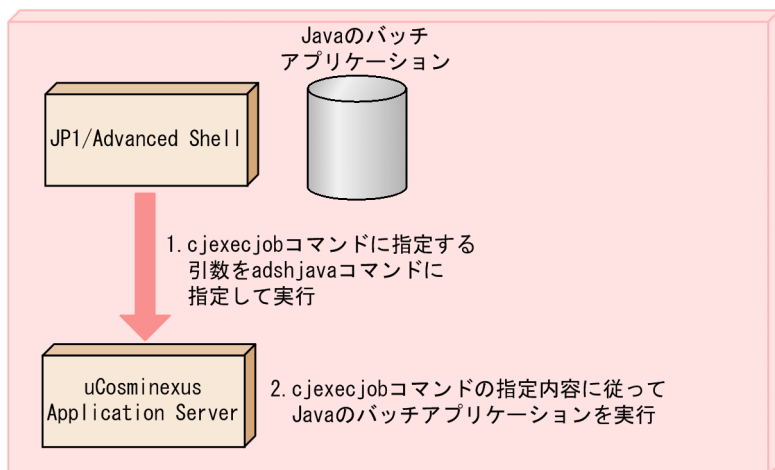 Javaのバッチ
アプリケーション
JP1/Advanced Shell
1.cjexecjobコマンドに指定する
引数をadshjavaコマンドに
指定して実行
uCosminexus
Application Server
2.cjexecjobコマンドの指定内容に従って
Javaのバッチアプリケーションを実行